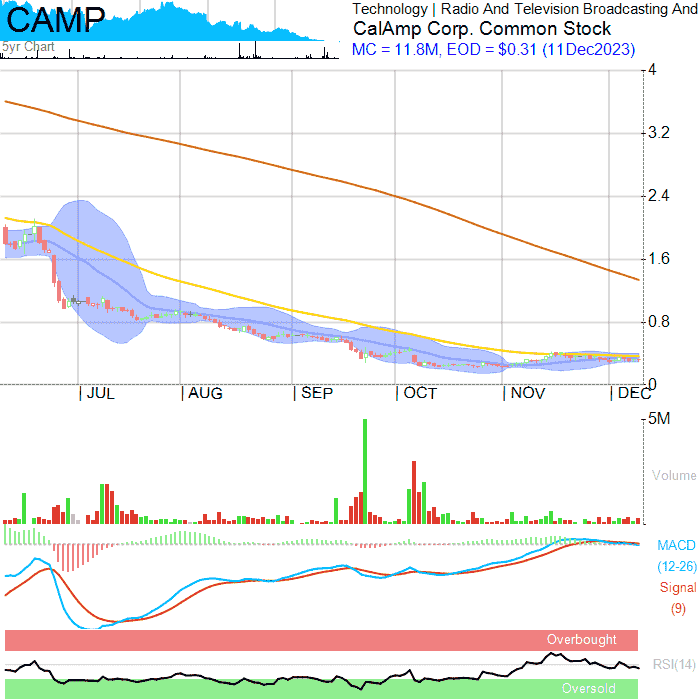 CAMP
5yr Chart
Technology | Radio And Television Broadcasting And
CalAmp Corp. Common Stock
MC = 11.8M, EOD = $0.31 (11Dec2023)
4
3.2
2.4
1.6
0.8
0
| JUL | AUG | SEP | OCT | NOV | DEC
5M
Volume
MACD
(12-26)
Signal
(9)
Overbought
RSI(14)
Oversold